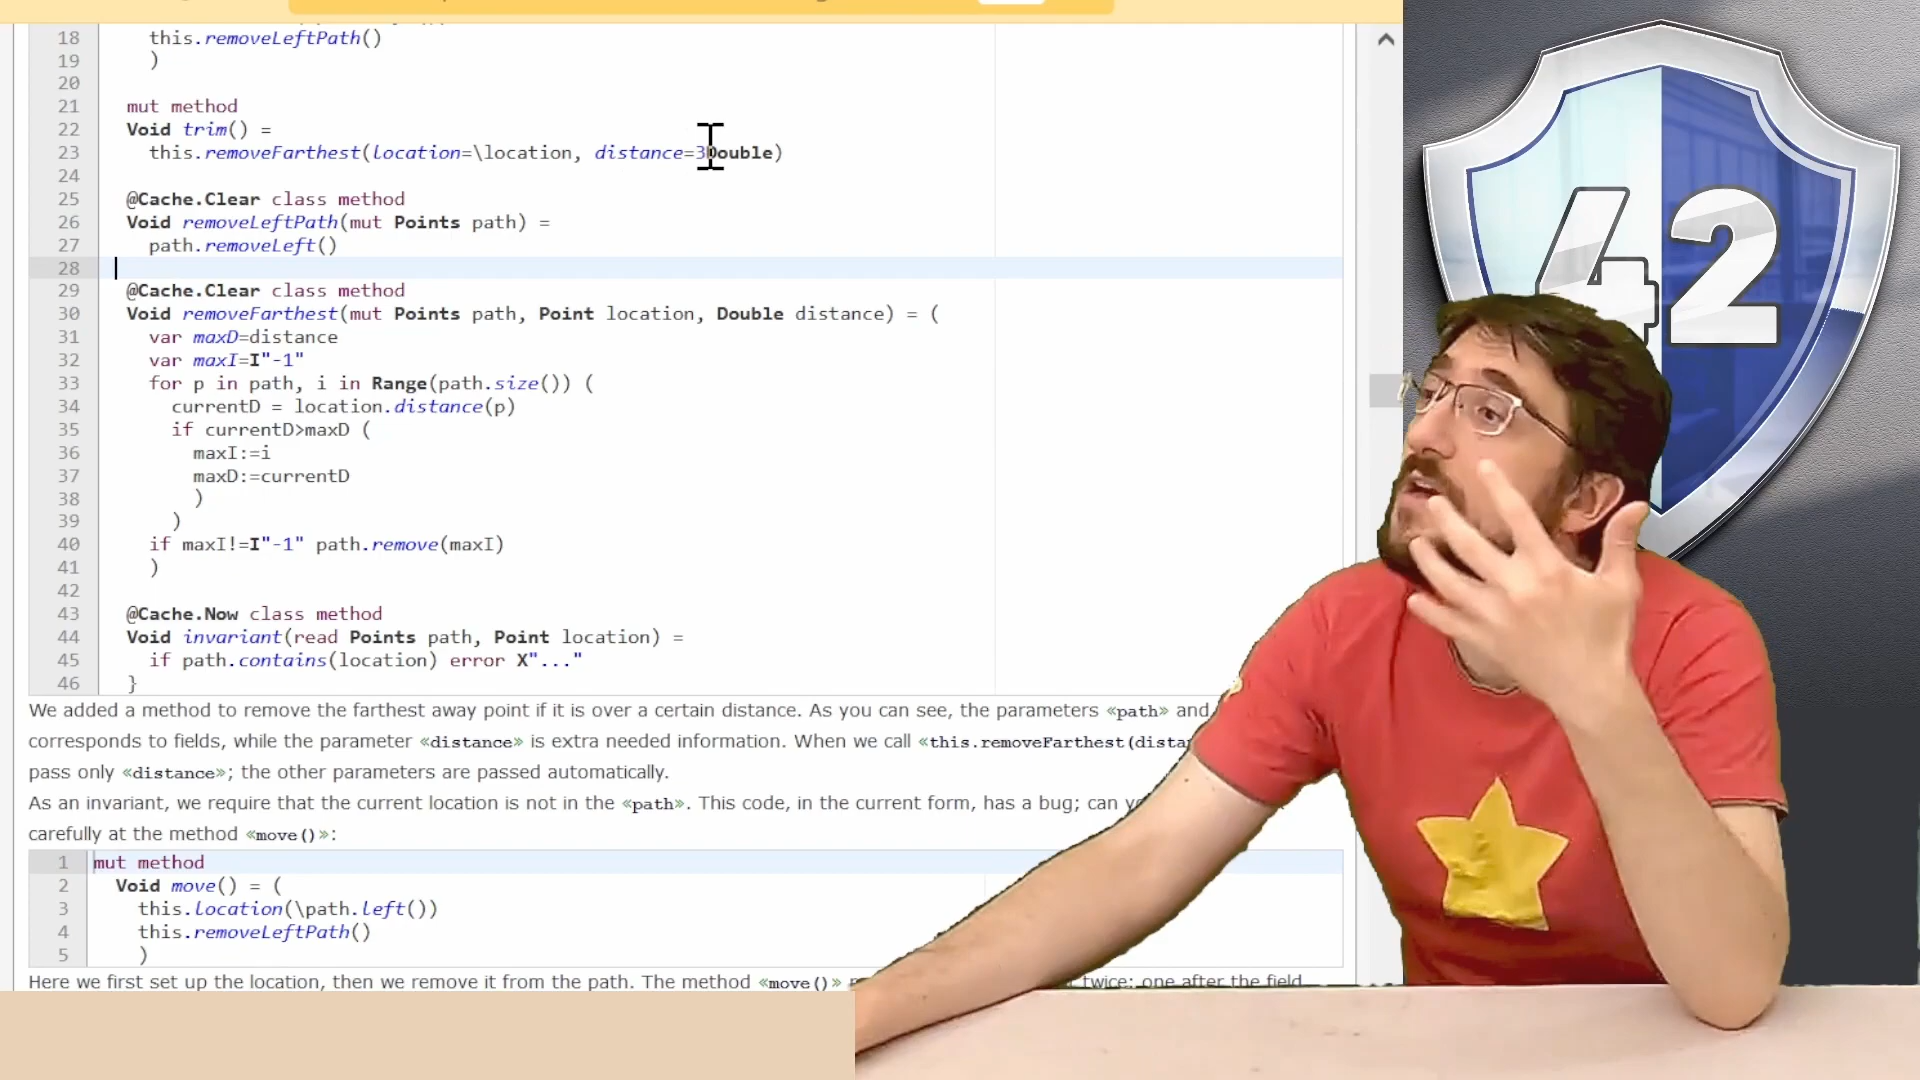 18 this.removeLeftPath()
19 )
20
21 mut method
22 Void trim() =
23 this.removeFarthest(location=\location, distance=3Double)
24
25 @Cache.Clear class method
26 Void removeLeftPath(mut Points path) =
27 path.removeLeft()
28
29 @Cache.Clear class method
30 Void removeFarthest(mut Points path, Point location, Double distance) = (
31 var maxD=distance
32 var maxI=I"-1"
33 for p in path, i in Range(path.size()) (
34 currentD = location.distance(p)
35 if currentD>maxD (
36 maxI:=i
37 maxD:=currentD
38 )
39 )
40 if maxI!=I"-1" path.remove(maxI)
41 )
42
43 @Cache.Now class method
44 Void invariant(read Points path, Point location) =
45 if path.contains(location) error X"..."
46 }
We added a method to remove the farthest away point if it is over a certain distance. As you can see, the parameters «path» and
corresponds to fields, while the parameter «distance» is extra needed information. When we call «this.removeFarthest(dista
pass only «distance»; the other parameters are passed automatically.
As an invariant, we require that the current location is not in the «path». This code, in the current form, has a bug; can
carefully at the method «move()»:
1 mut method
2 Void move() = (
3 this.location(\path.left())
4 this.removeLeftPath()
5 )
Here we first set up the location, then we remove it from the path. The method «move()» twice: one after the field
42